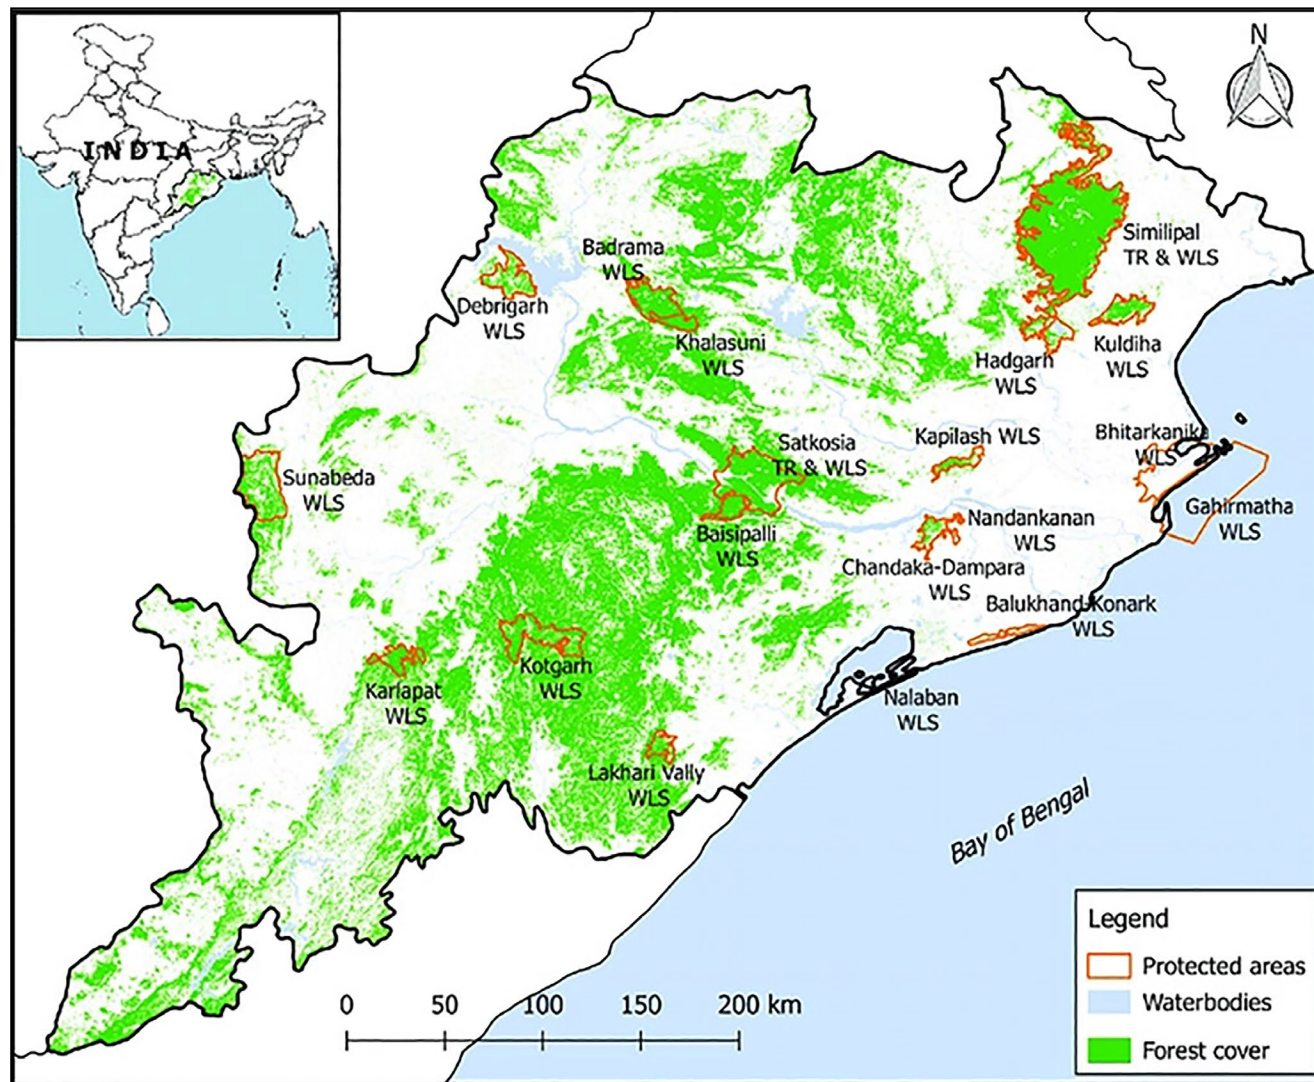 INDIA
N
Similipal
TR & WLS
Badrama
WLS
Debrigarh
WLS
Khalasuni
WLS
Hadgarh
WLS
Kuldiha
WLS
Satkosia
TR & WLS
Kapilash WLS
Bhitarkanika
WLS
Sunabeda
WLS
Baisipalli
WLS
Nandankanan
WLS
Gahirmatha
WLS
Chandaka-Dampara
WLS
Balukhand-Konark
WLS
Kotgarh
WLS
Karlapat
WLS
Nalaban
WLS
Lakhari Vally
WLS
Bay of Bengal
Legend
Protected areas
Waterbodies
Forest cover
0 50 100 150 200 km